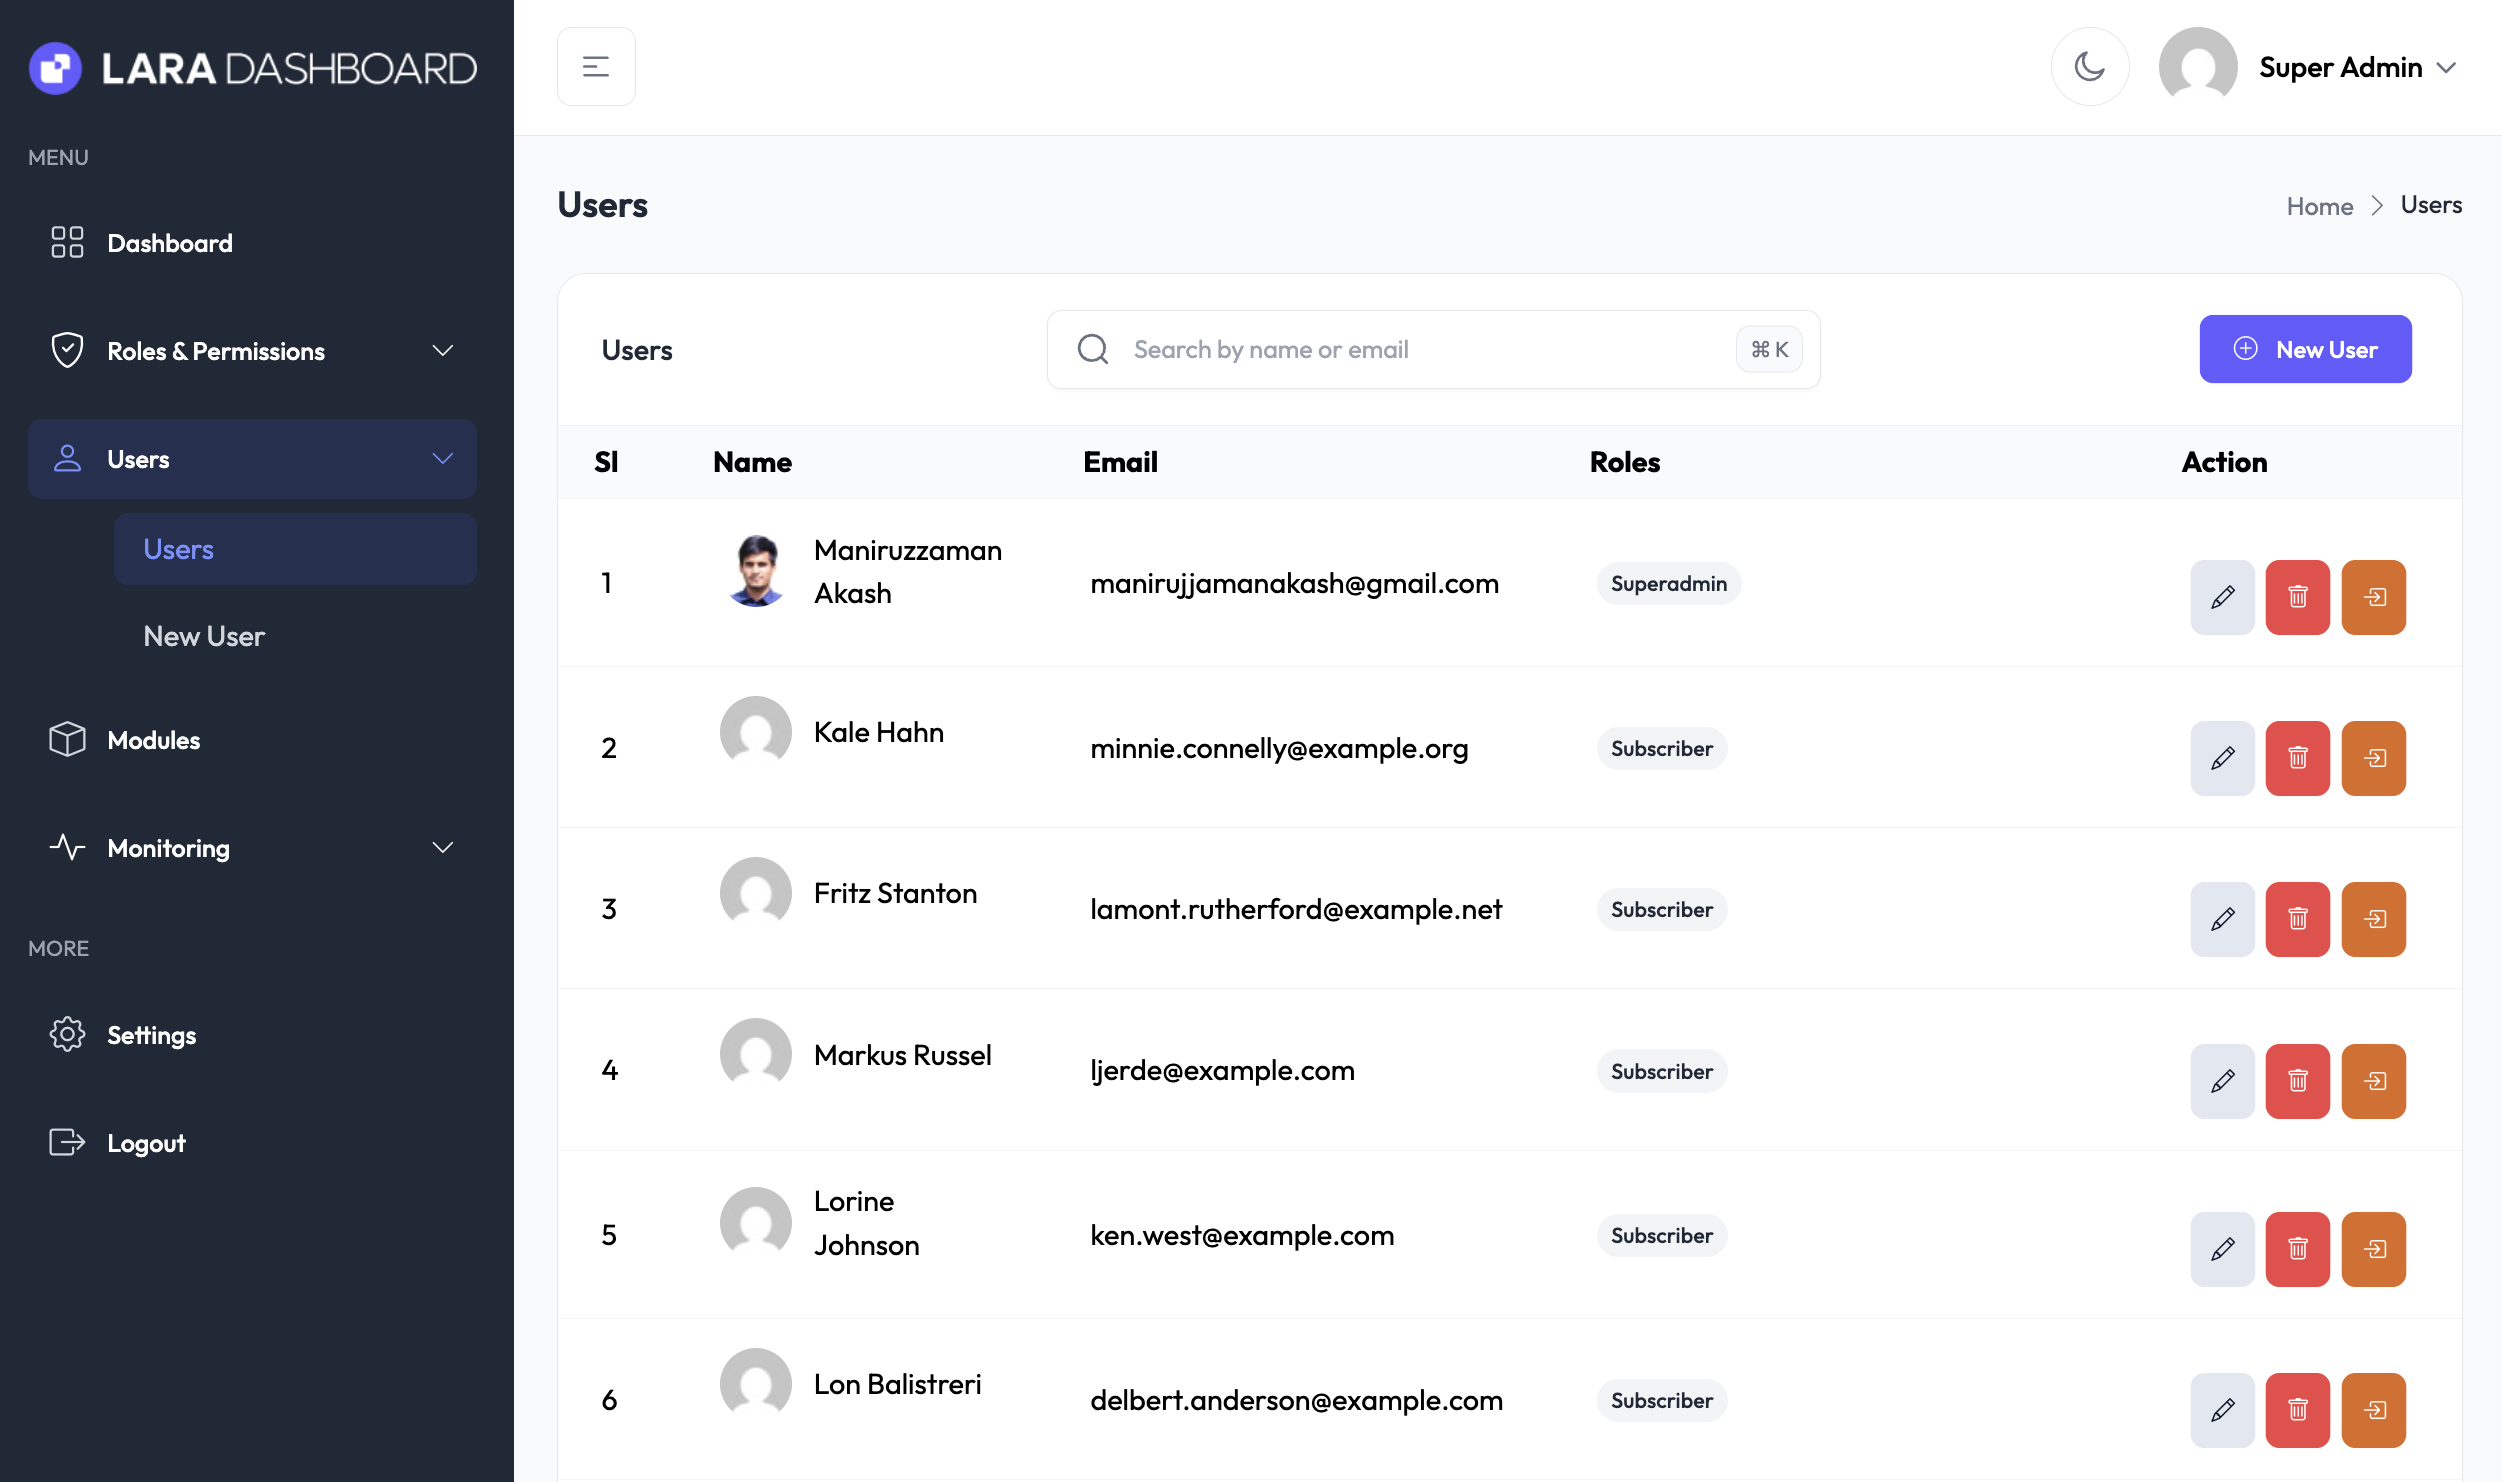 LARA DASHBOARD
MENU
Dashboard
Roles & Permissions
Users
Users
New User
Modules
Monitoring
MORE
Settings
Logout
Super Admin
Users
Home > Users
Users
Search by name or email
⌘ K
New User
Sl Name Email Roles Action
1 Maniruzzaman Akash manirujjamanakash@gmail.com Superadmin
2 Kale Hahn minnie.connelly@example.org Subscriber
3 Fritz Stanton lamont.rutherford@example.net Subscriber
4 Markus Russel ljerde@example.com Subscriber
5 Lorine Johnson ken.west@example.com Subscriber
6 Lon Balistreri delbert.anderson@example.com Subscriber